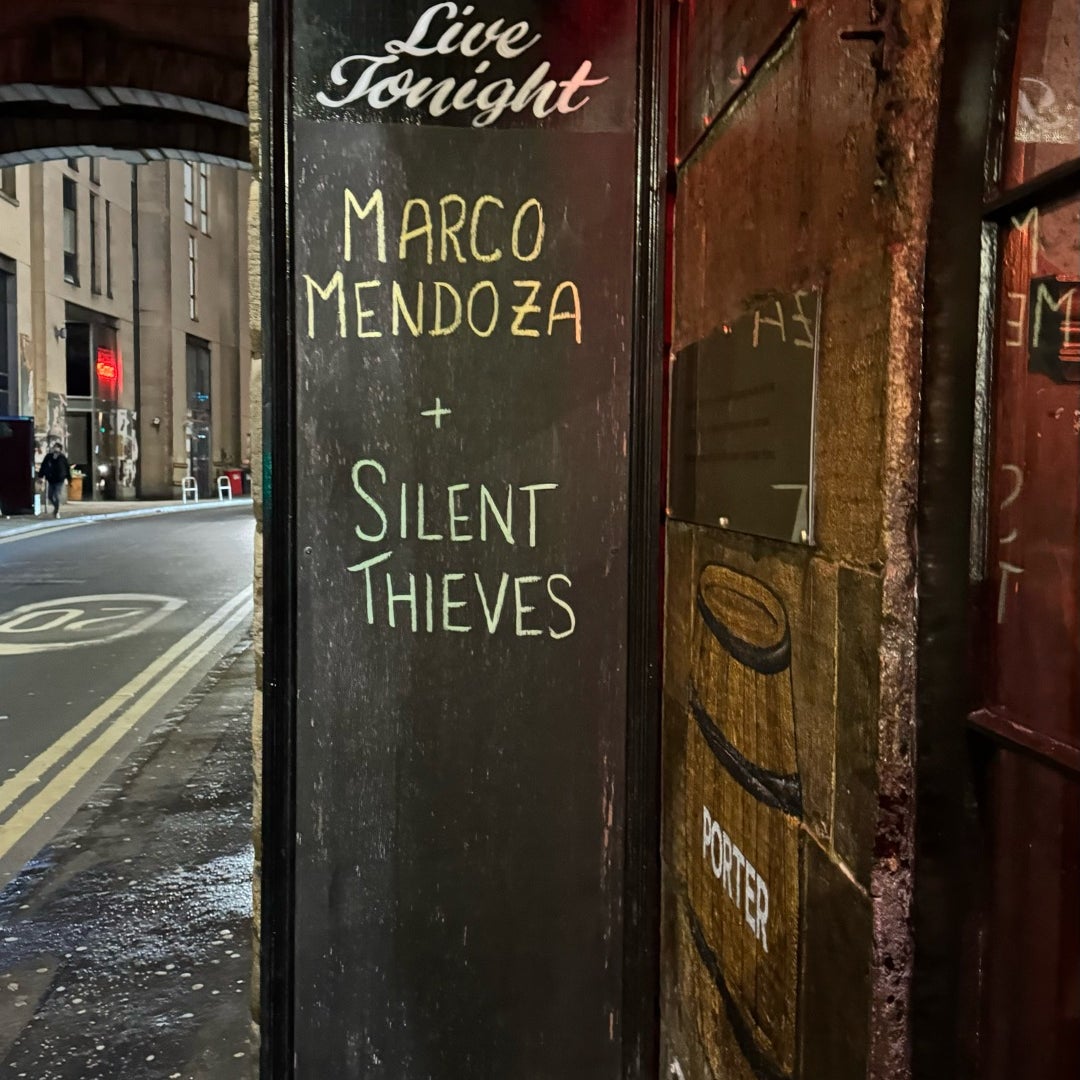 Live
Tonight
MARCO
MENDOZA
+
SILENT
THIEVES
PORTER
20